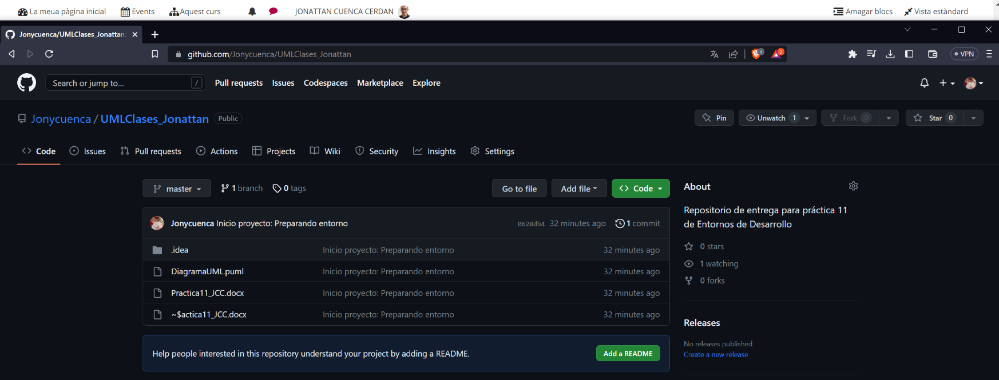 La meua pàgina inicial Events Aquest curs JONATTAN CUENCA CERDAN Amagar blocs Vista estàndard
Jonycuenca/UMLClases_Jonattan:
github.com/Jonycuenca/UMLClases_Jonattan 1 2 VPN
Search or jump to... / Pull requests Issues Codespaces Marketplace Explore
Jonycuenca / UMLClases_Jonattan Public Pin Unwatch 1 Fork 0 Star 0
Code Issues Pull requests Actions Projects Wiki Security Insights Settings
master 1 branch 0 tags Go to file Add file Code
Jonycuenca Inicio proyecto: Preparando entorno 0628db4 32 minutes ago 1 commit
.idea Inicio proyecto: Preparando entorno 32 minutes ago
DiagramaUML.puml Inicio proyecto: Preparando entorno 32 minutes ago
Practica11_JCC.docx Inicio proyecto: Preparando entorno 32 minutes ago
~$actica11_JCC.docx Inicio proyecto: Preparando entorno 32 minutes ago
Help people interested in this repository understand your project by adding a README. Add a README
About
Repositorio de entrega para práctica 11
de Entornos de Desarrollo
0 stars
1 watching
0 forks
Releases
No releases published
Create a new release